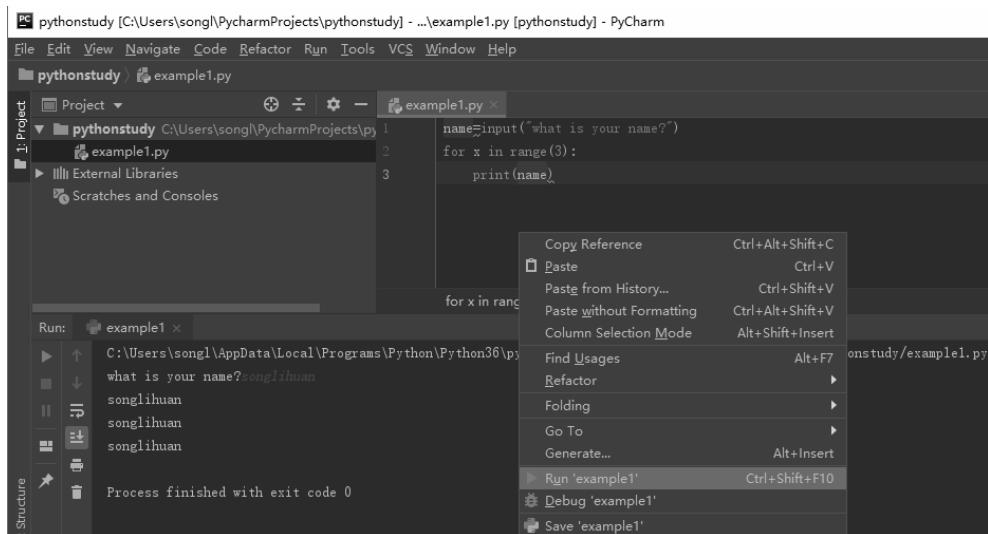 PC pythonstudy [C:\Users\songl\PycharmProjects\pythonstudy] - ...\example1.py [pythonstudy] - PyCharm
File Edit View Navigate Code Refactor Run Tools VCS Window Help
pythonstudy example1.py
Project
example1.py
1: Project
pythonstudy C:\Users\songl\PycharmProjects\py
example1.py
External Libraries
Scratches and Consoles
1 name=input("what is your name?")
2 for x in range(3):
3 print(name)
for x in rang
Copy Reference Ctrl+Alt+Shift+C
Paste Ctrl+V
Paste from History... Ctrl+Shift+V
Paste without Formatting Ctrl+Alt+Shift+V
Column Selection Mode Alt+Shift+Insert
Find Usages Alt+F7
Refactor
Folding
Go To
Generate... Alt+Insert
Run 'example1' Ctrl+Shift+F10
Debug 'example1'
Save 'example1'
Run: example1
C:\Users\songl\AppData\Local\Programs\Python\Python36\py
onstudy/example1.py
what is your name?songlihuan
songlihuan
songlihuan
songlihuan
Process finished with exit code 0
Structure